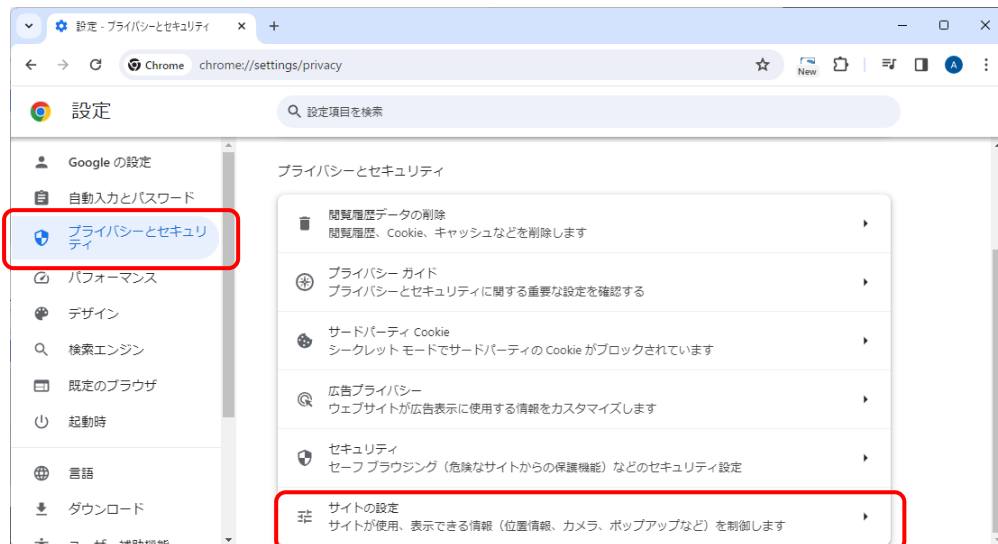 設定 - プライバシーとセキュリティ
Chrome
chrome://settings/privacy
New
A
設定
設定項目を検索
Google の設定
自動入力とパスワード
プライバシーとセキュリ
ティ
パフォーマンス
デザイン
検索エンジン
既定のブラウザ
起動時
言語
ダウンロード
プライバシーとセキュリティ
閲覧履歴データの削除
閲覧履歴、Cookie、キャッシュなどを削除します
プライバシー ガイド
プライバシーとセキュリティに関する重要な設定を確認する
サードパーティ Cookie
シークレット モードでサードパーティの Cookie がブロックされています
広告プライバシー
ウェブサイトが広告表示に使用する情報をカスタマイズします
セキュリティ
セーフ ブラウジング（危険なサイトからの保護機能）などのセキュリティ設定
サイトの設定
サイトが使用、表示できる情報（位置情報、カメラ、ポップアップなど）を制御します